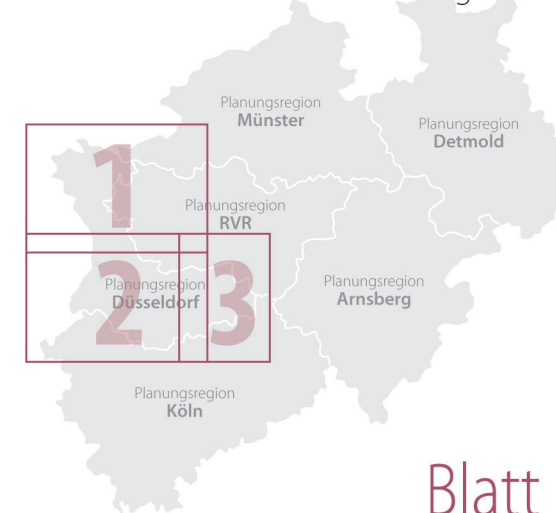 Planungsregion
Münster
Planungsregion
Detmold
1
Planungsregion
RVR
Planungsregion
Düsseldorf
2
3
Planungsregion
Arnsberg
Planungsregion
Köln
Blatt